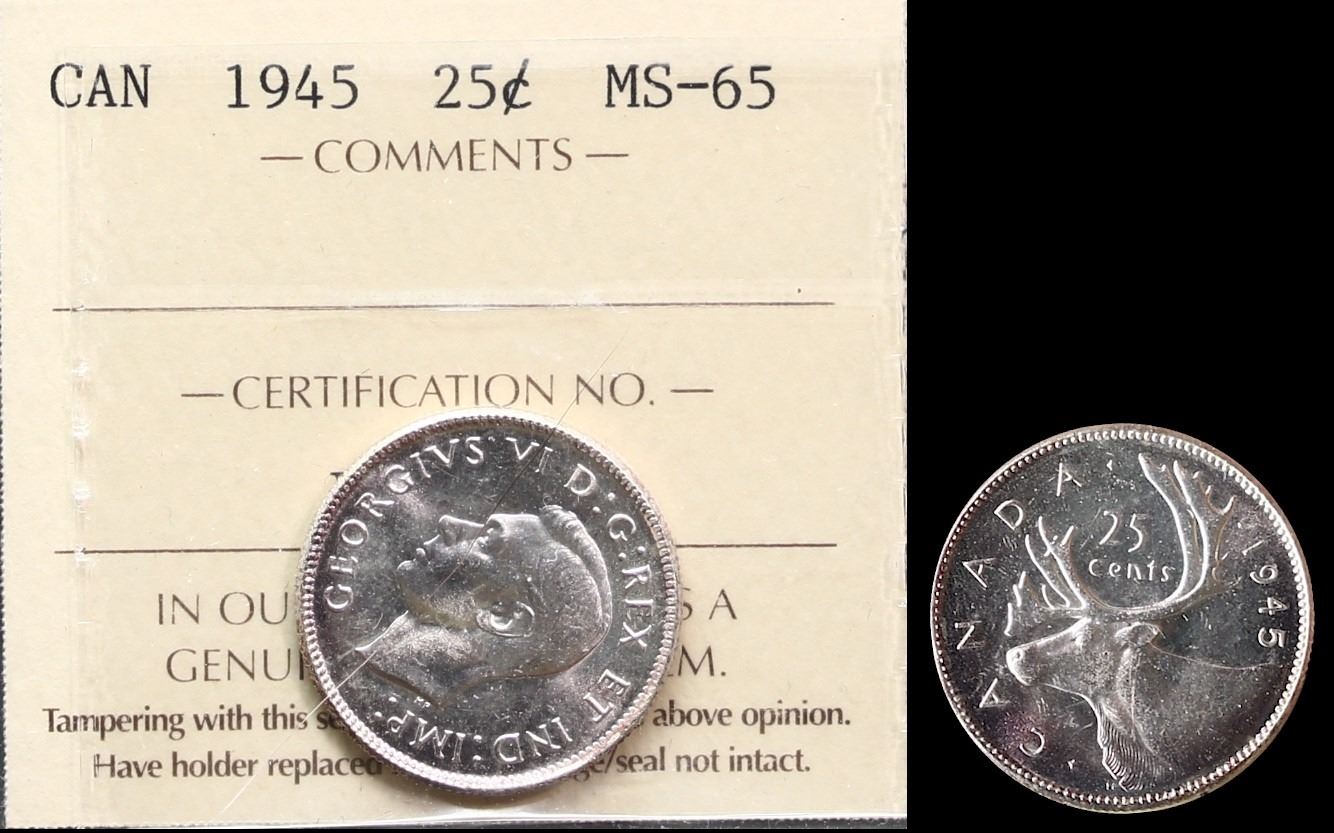 CAN 1945 25¢ MS-65
— COMMENTS —
— CERTIFICATION NO. —
IN OU S A
GENUI M.
Tampering with this se above opinion.
Have holder replaced ge/seal not intact.
GEORGIVS VI D:G:REX ET IND:IMP:
CANADA 1945
25
cents